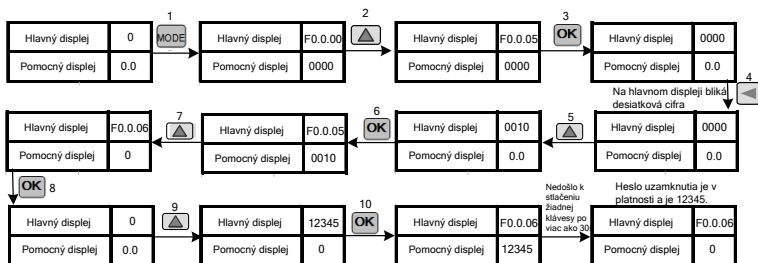 1
Hlavný displej 0
Pomocný displej 0.0
MODE
2
Hlavný displej F0.0.00
Pomocný displej 0000
3
Hlavný displej F0.0.05
Pomocný displej 0000
OK
Hlavný displej 0000
Pomocný displej 0.0
Na hlavnom displeji bliká
desiatková cifra
4
Hlavný displej 0000
Pomocný displej 0.0
5
Hlavný displej 0010
Pomocný displej 0.0
6
OK
Hlavný displej F0.0.05
Pomocný displej 0010
7
Hlavný displej F0.0.06
Pomocný displej 0
OK 8
Hlavný displej 0
Pomocný displej 0.0
9
Hlavný displej 12345
Pomocný displej 0
10
OK
Hlavný displej F0.0.06
Pomocný displej 12345
Nedošlo k
stlačeniu
žiadnej
klávesy po
viac ako 30s
Heslo uzamknutia je v
platnosti a je 12345.
Hlavný displej F0.0.06
Pomocný displej 0